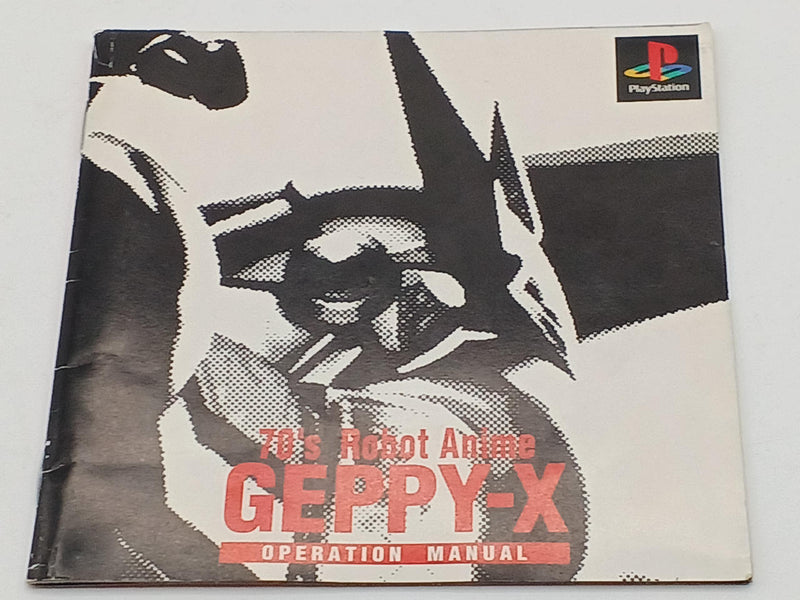 PlayStation
70's Robot Anime
GEPPY-X
OPERATION MANUAL